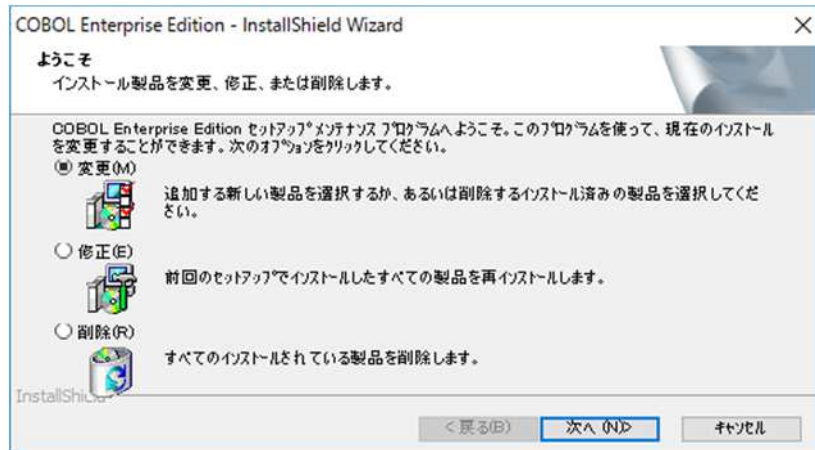 COBOL Enterprise Edition - InstallShield Wizard
ようこそ
インストール製品を変更、修正、または削除します。
COBOL Enterprise Edition セットアップメンテナンス プログラムへようこそ。このプログラムを使って、現在のインストール
を変更することができます。次のオプションをクリックしてください。
変更(M)
追加する新しい製品を選択するか、あるいは削除するインストール済みの製品を選択してくだ
さい。
修正(E)
前回のセットアップでインストールしたすべての製品を再インストールします。
削除(R)
すべてのインストールされている製品を削除します。
InstallShield
< 戻る(B)
次へ (N)>
キャンセル